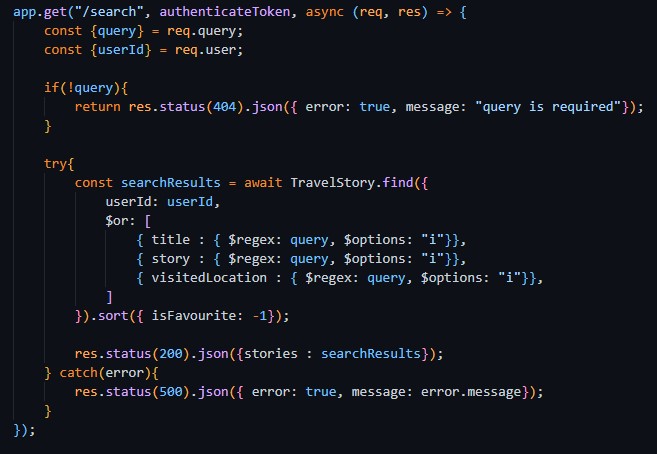 app.get("/search", authenticateToken, async (req, res) => {
    const {query} = req.query;
    const {userId} = req.user;

    if(!query){
        return res.status(404).json({ error: true, message: "query is required"});
    }

    try{
        const searchResults = await TravelStory.find({
            userId: userId,
            $or: [
                { title : { $regex: query, $options: "i"}},
                { story : { $regex: query, $options: "i"}},
                { visitedLocation : { $regex: query, $options: "i"}},
            ]
        }).sort({ isFavourite: -1});

        res.status(200).json({stories : searchResults});
    } catch(error){
        res.status(500).json({ error: true, message: error.message});
    }
});